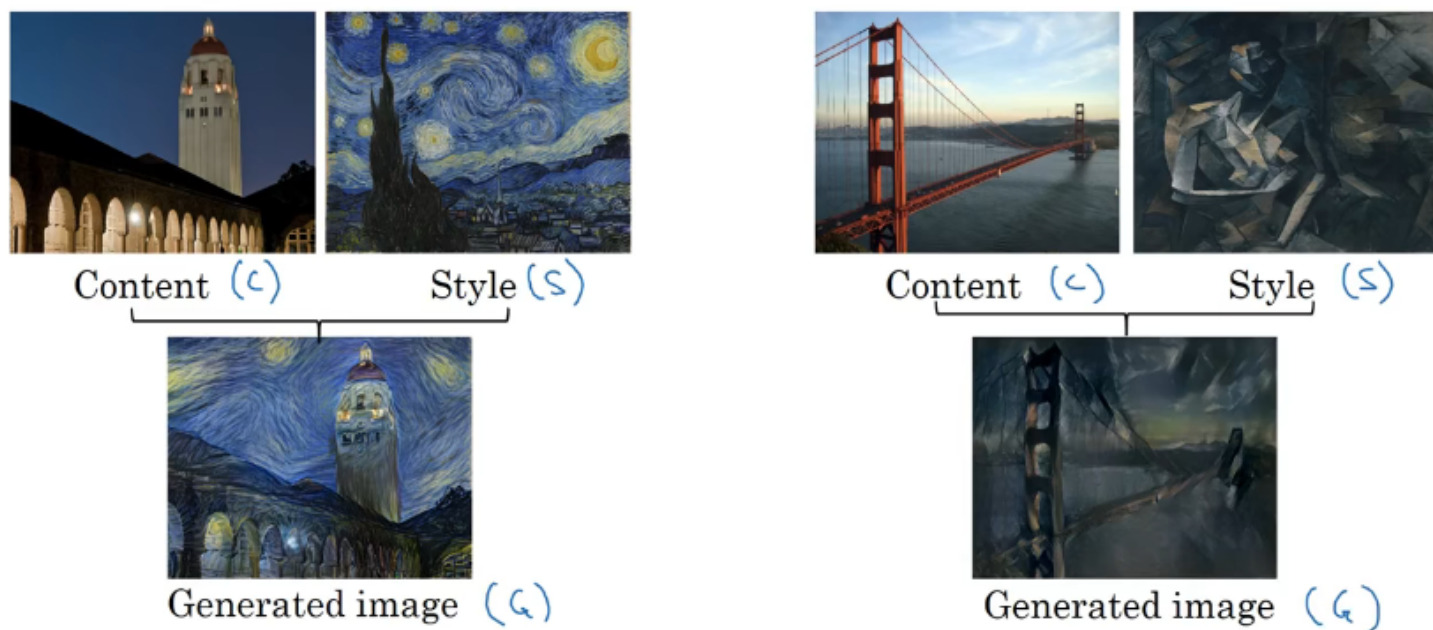 Content (C) Style (S) Content (C) Style (S)
Generated image (G) Generated image (G)